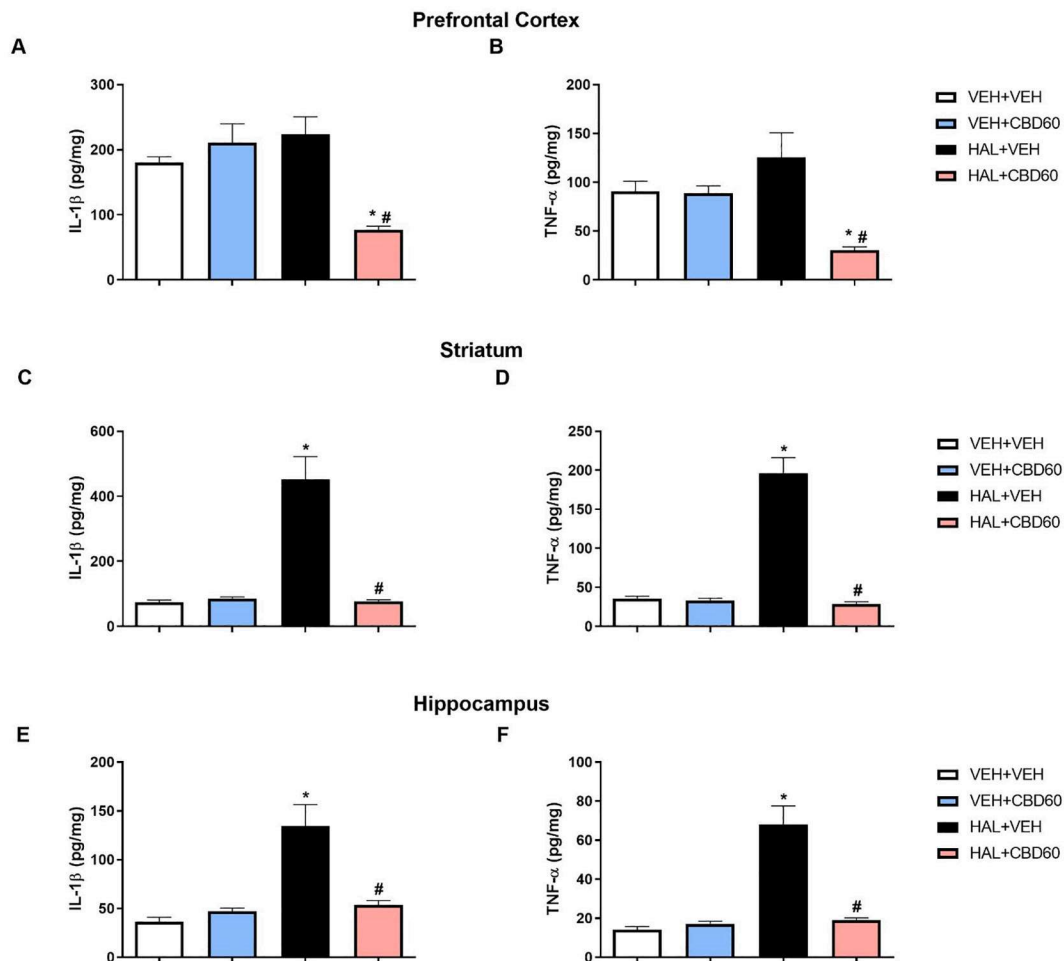 Prefrontal Cortex
A
B
300
200
100
0
IL-1β (pg/mg)
* #
200
150
100
50
0
TNF-α (pg/mg)
* #
VEH+VEH
VEH+CBD60
HAL+VEH
HAL+CBD60
Striatum
C
D
600
400
200
0
IL-1β (pg/mg)
*
#
250
200
150
100
50
0
TNF-α (pg/mg)
*
#
VEH+VEH
VEH+CBD60
HAL+VEH
HAL+CBD60
Hippocampus
E
F
200
150
100
50
0
IL-1β (pg/mg)
*
#
100
80
60
40
20
0
TNF-α (pg/mg)
*
#
VEH+VEH
VEH+CBD60
HAL+VEH
HAL+CBD60